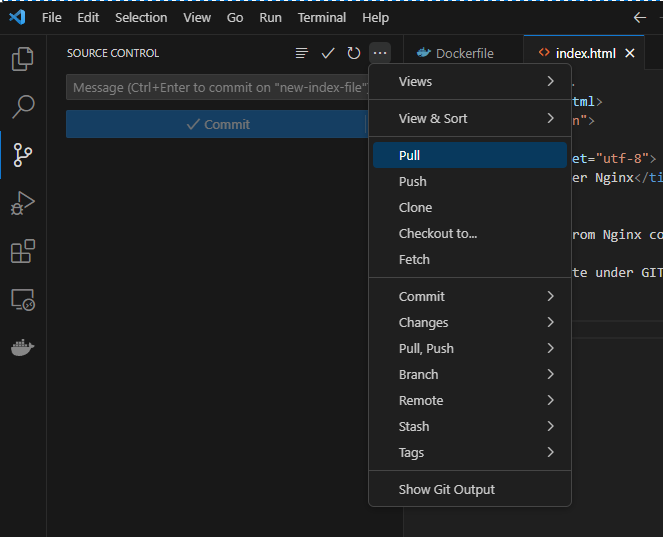 File Edit Selection View Go Run Terminal Help
SOURCE CONTROL
Dockerfile
index.html
Message (Ctrl+Enter to commit on "new-index-file")
Commit
Views
View & Sort
Pull
Push
Clone
Checkout to...
Fetch
Commit
Changes
Pull, Push
Branch
Remote
Stash
Tags
Show Git Output
html>
n">
et="utf-8">
er Nginx</ti
rom Nginx co
te under GIT